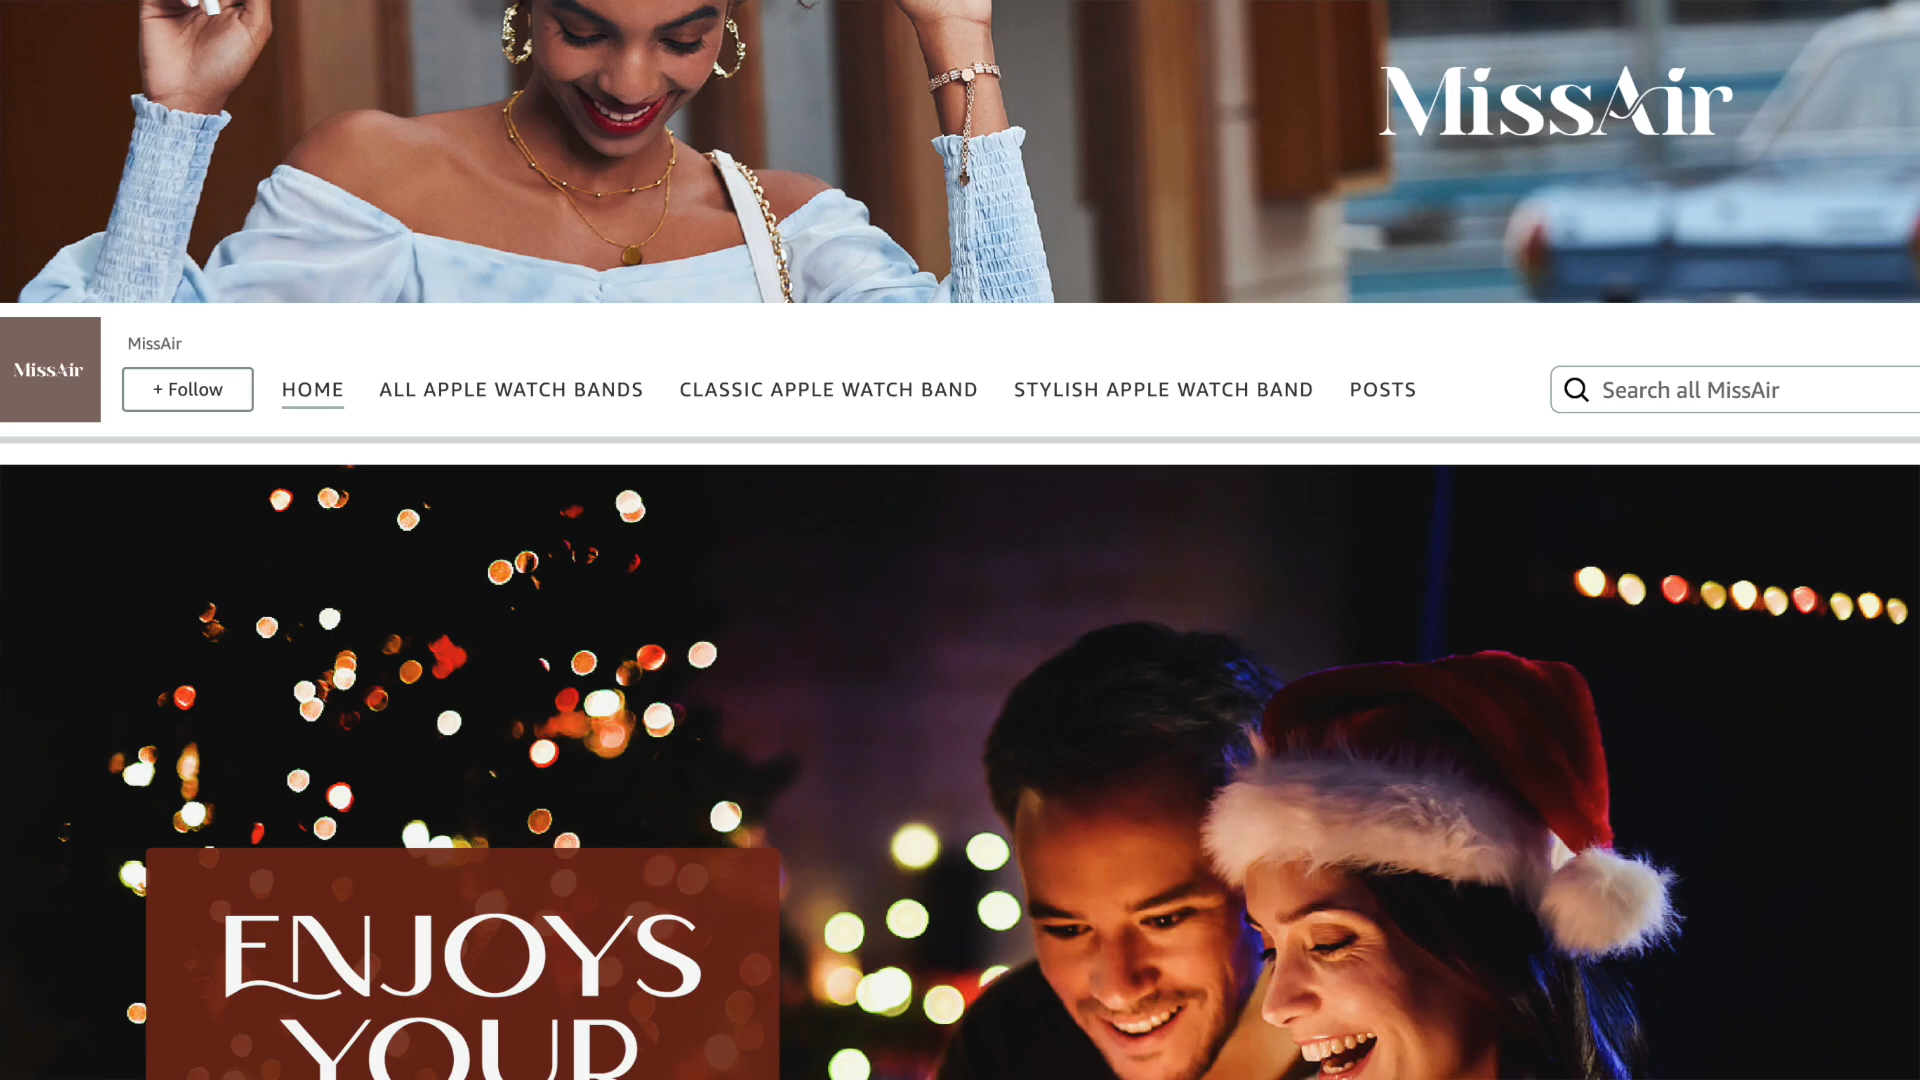 MissAir
MissAir
MissAir
+ Follow
HOME
ALL APPLE WATCH BANDS
CLASSIC APPLE WATCH BAND
STYLISH APPLE WATCH BAND
POSTS
Search all MissAir
ENJOYS
YOUR